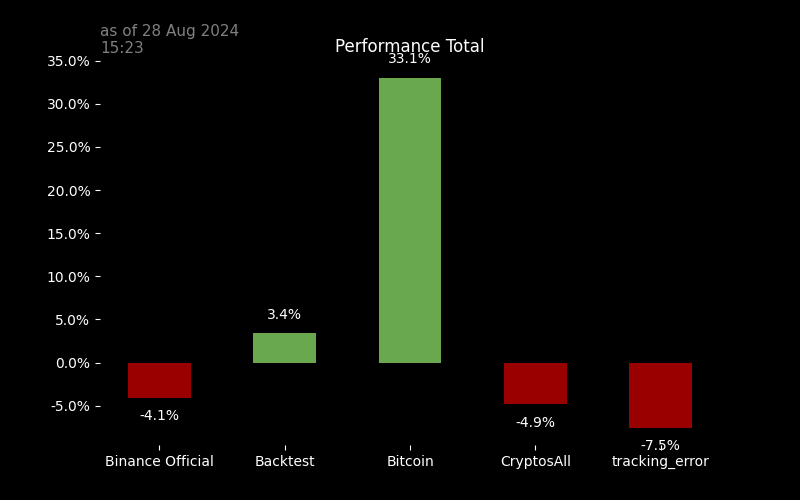 as of 28 Aug 2024
15:23
Performance Total
35.0%
33.1%
30.0%
25.0%
20.0%
15.0%
10.0%
5.0%
3.4%
0.0%
-5.0%
-4.1%
-4.9%
-7.5%
Binance Official
Backtest
Bitcoin
CryptosAll
tracking_error